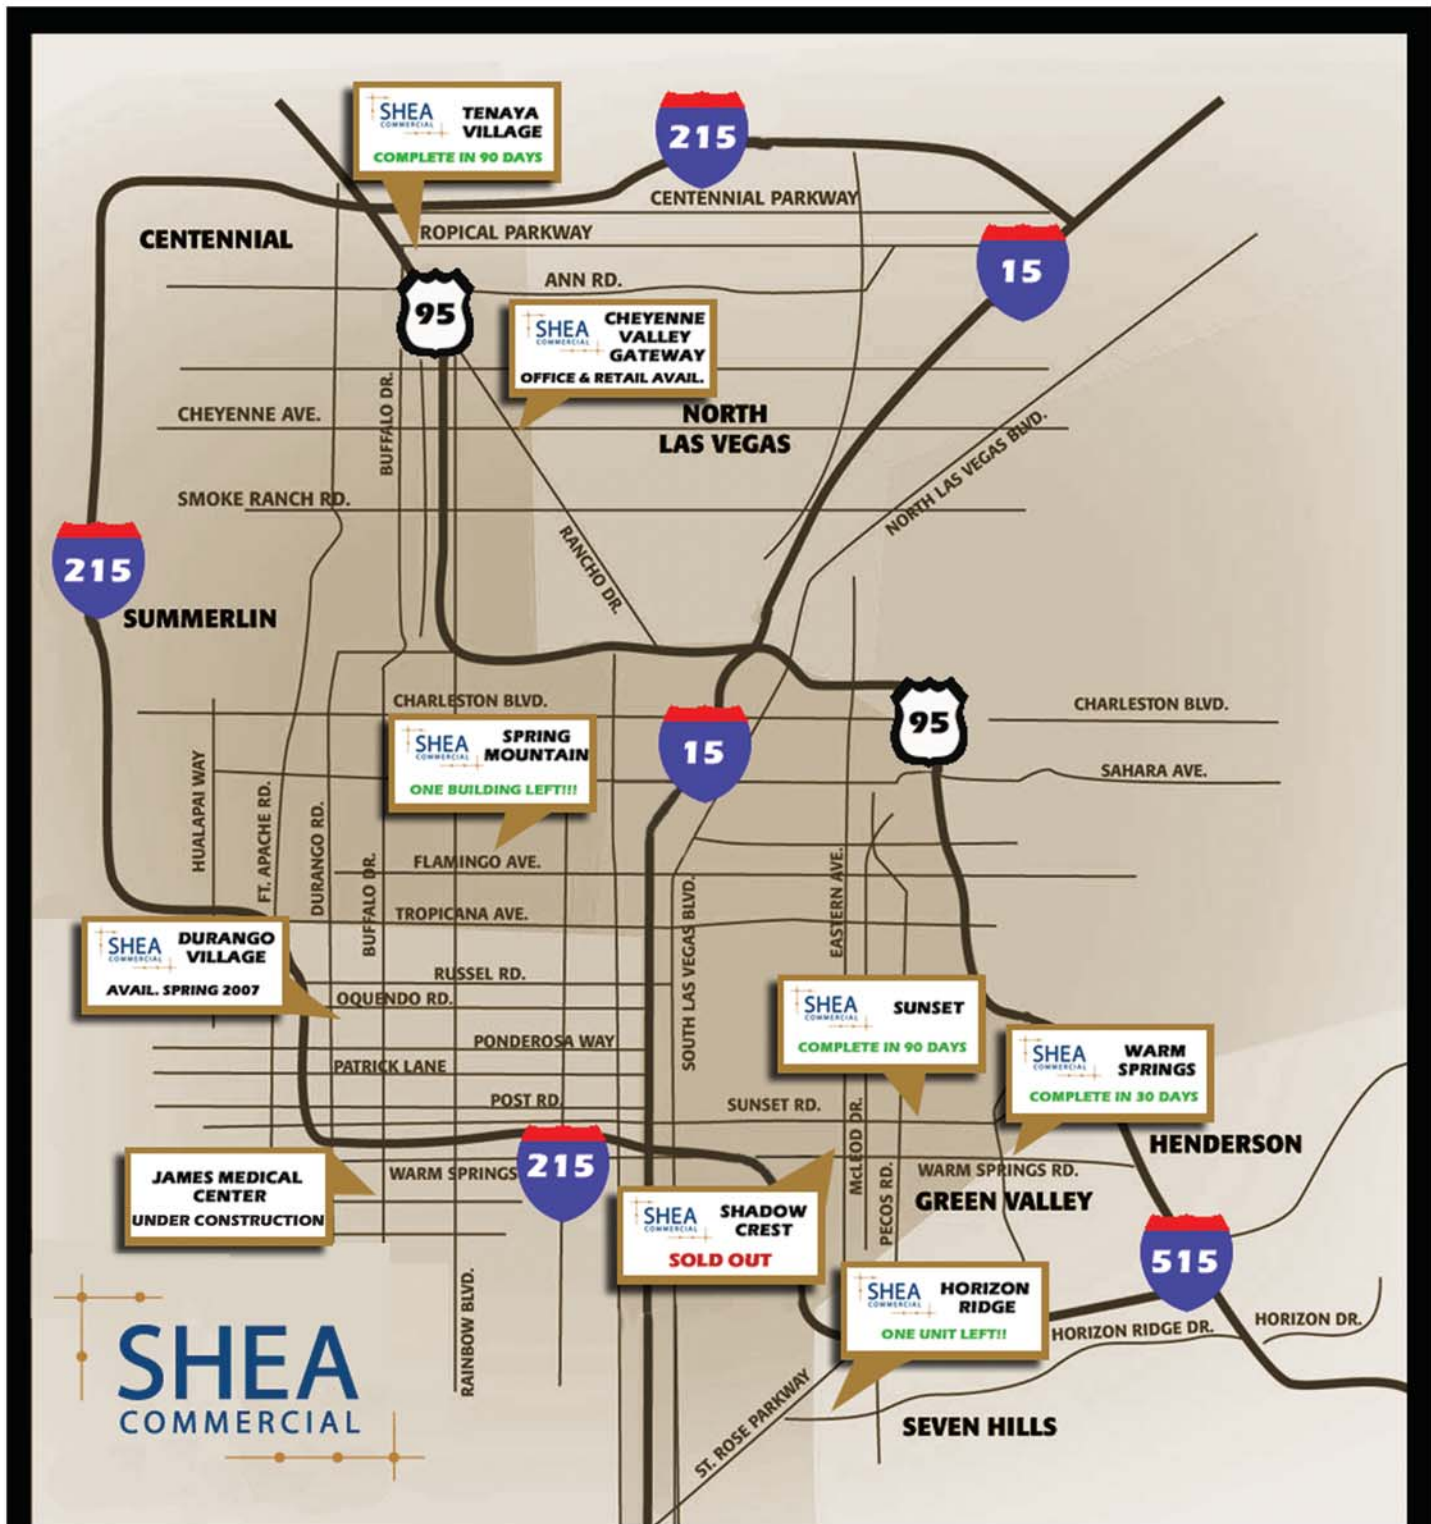 SHEA
COMMERCIAL
TENAYA
VILLAGE
COMPLETE IN 90 DAYS
215
CENTENNIAL PARKWAY
CENTENNIAL
ROPICAL PARKWAY
15
ANN RD.
95
SHEA
COMMERCIAL
CHEYENNE
VALLEY
GATEWAY
OFFICE & RETAIL AVAIL.
BUFFALO DR.
CHEYENNE AVE.
NORTH
LAS VEGAS
NORTH LAS VEGAS BLVD.
SMOKE RANCH RD.
RANCHO DR.
215
SUMMERLIN
CHARLESTON BLVD.
CHARLESTON BLVD.
95
SHEA
COMMERCIAL
SPRING
MOUNTAIN
ONE BUILDING LEFT!!!
15
SAHARA AVE.
HUALAPAI WAY
FT. APACHE RD.
DURANGO RD.
BUFFALO DR.
FLAMINGO AVE.
EASTERN AVE.
SOUTH LAS VEGAS BLVD.
TROPICANA AVE.
SHEA
COMMERCIAL
DURANGO
VILLAGE
AVAIL. SPRING 2007
RUSSEL RD.
OQUENDO RD.
SHEA
COMMERCIAL
SUNSET
COMPLETE IN 90 DAYS
PONDEROSA WAY
PATRICK LANE
SHEA
COMMERCIAL
WARM
SPRINGS
COMPLETE IN 30 DAYS
POST RD.
SUNSET RD.
McLEOD DR.
HENDERSON
215
WARM SPRINGS
WARM SPRINGS RD.
JAMES MEDICAL
CENTER
UNDER CONSTRUCTION
PECOS RD.
GREEN VALLEY
SHEA
COMMERCIAL
SHADOW
CREST
SOLD OUT
515
SHEA
COMMERCIAL
HORIZON
RIDGE
ONE UNIT LEFT!!
HORIZON RIDGE DR.
HORIZON DR.
RAINBOW BLVD.
ST. ROSE PARKWAY
SEVEN HILLS
SHEA
COMMERCIAL